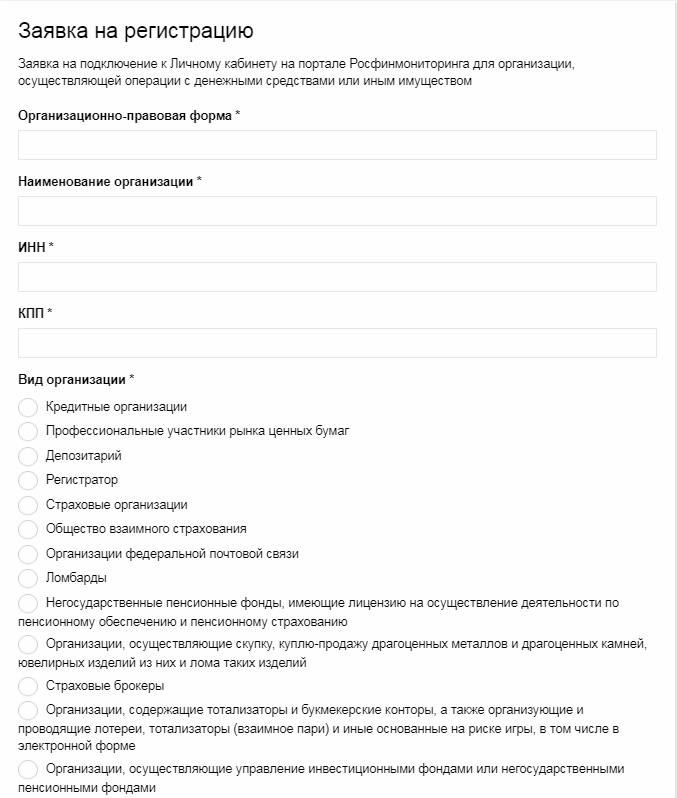 Заявка на регистрацию
Заявка на подключение к Личному кабинету на портале Росфинмониторинга для организации,
осуществляющей операции с денежными средствами или иным имуществом
Организационно-правовая форма *
Наименование организации *
ИНН *
КПП *
Вид организации *
Кредитные организации
Профессиональные участники рынка ценных бумаг
Депозитарий
Регистратор
Страховые организации
Общество взаимного страхования
Организации федеральной почтовой связи
Ломбарды
Негосударственные пенсионные фонды, имеющие лицензию на осуществление деятельности по
пенсионному обеспечению и пенсионному страхованию
Организации, осуществляющие скупку, куплю-продажу драгоценных металлов и драгоценных камней,
ювелирных изделий из них и лома таких изделий
Страховые брокеры
Организации, содержащие тотализаторы и букмекерские конторы, а также организующие и
проводящие лотереи, тотализаторы (взаимное пари) и иные основанные на риске игры, в том числе в
электронной форме
Организации, осуществляющие управление инвестиционными фондами или негосударственными
пенсионными фондами